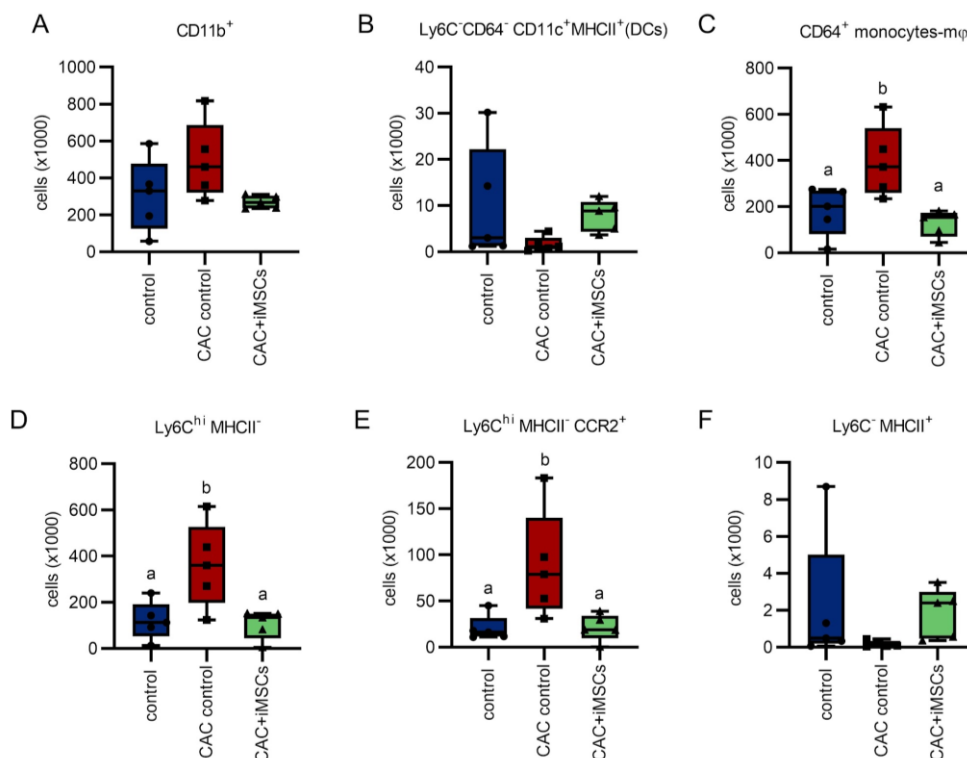 A
CD11b⁺
cells (x1000)
1000
800
600
400
200
0
control
CAC control
CAC+iMSCs
B
Ly6C⁻CD64⁻ CD11c⁺MHCII⁺(DCs)
cells (x1000)
40
30
20
10
0
control
CAC control
CAC+iMSCs
C
CD64⁺ monocytes-mφ
cells (x1000)
800
600
400
200
0
a
b
a
control
CAC control
CAC+iMSCs
D
Ly6Cʰⁱ MHCII⁻
cells (x1000)
800
600
400
200
0
a
b
a
control
CAC control
CAC+iMSCs
E
Ly6Cʰⁱ MHCII⁻ CCR2⁺
cells (x1000)
200
150
100
50
0
a
b
a
control
CAC control
CAC+iMSCs
F
Ly6C⁻ MHCII⁺
cells (x1000)
10
8
6
4
2
0
control
CAC control
CAC+iMSCs